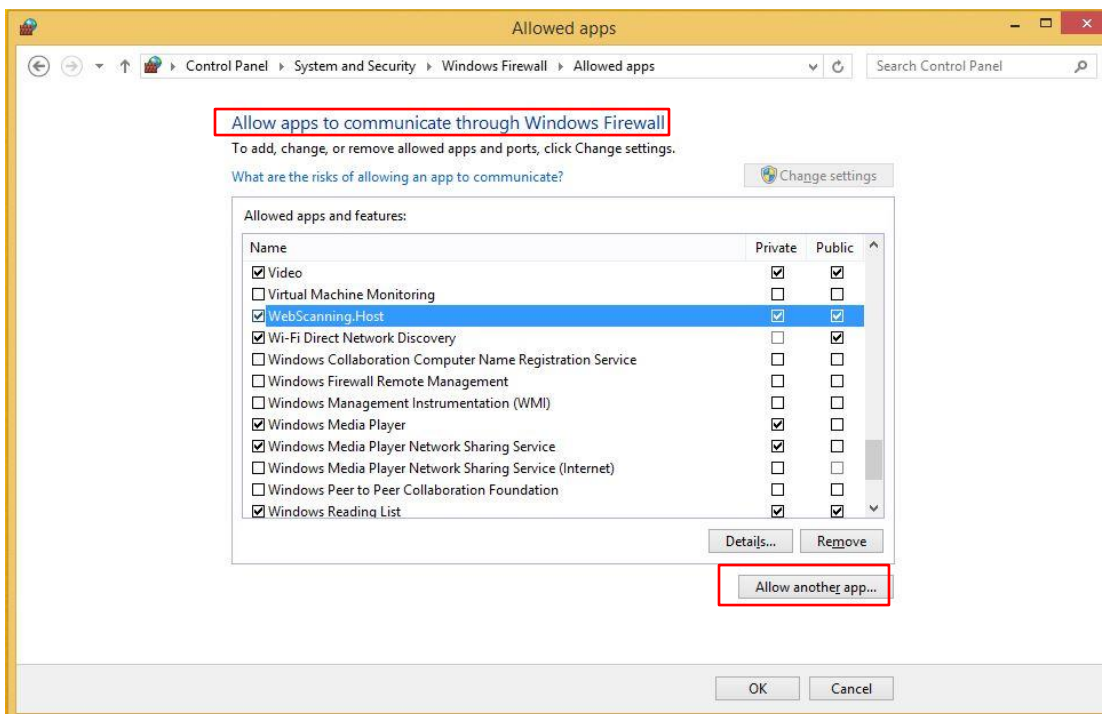 Allowed apps
Control Panel System and Security Windows Firewall Allowed apps Search Control Panel
Allow apps to communicate through Windows Firewall
To add, change, or remove allowed apps and ports, click Change settings.
What are the risks of allowing an app to communicate? Change settings
Allowed apps and features:
Name Private Public
Video
Virtual Machine Monitoring
WebScanning.Host
Wi-Fi Direct Network Discovery
Windows Collaboration Computer Name Registration Service
Windows Firewall Remote Management
Windows Management Instrumentation (WMI)
Windows Media Player
Windows Media Player Network Sharing Service
Windows Media Player Network Sharing Service (Internet)
Windows Peer to Peer Collaboration Foundation
Windows Reading List
Details... Remove
Allow another app...
OK Cancel